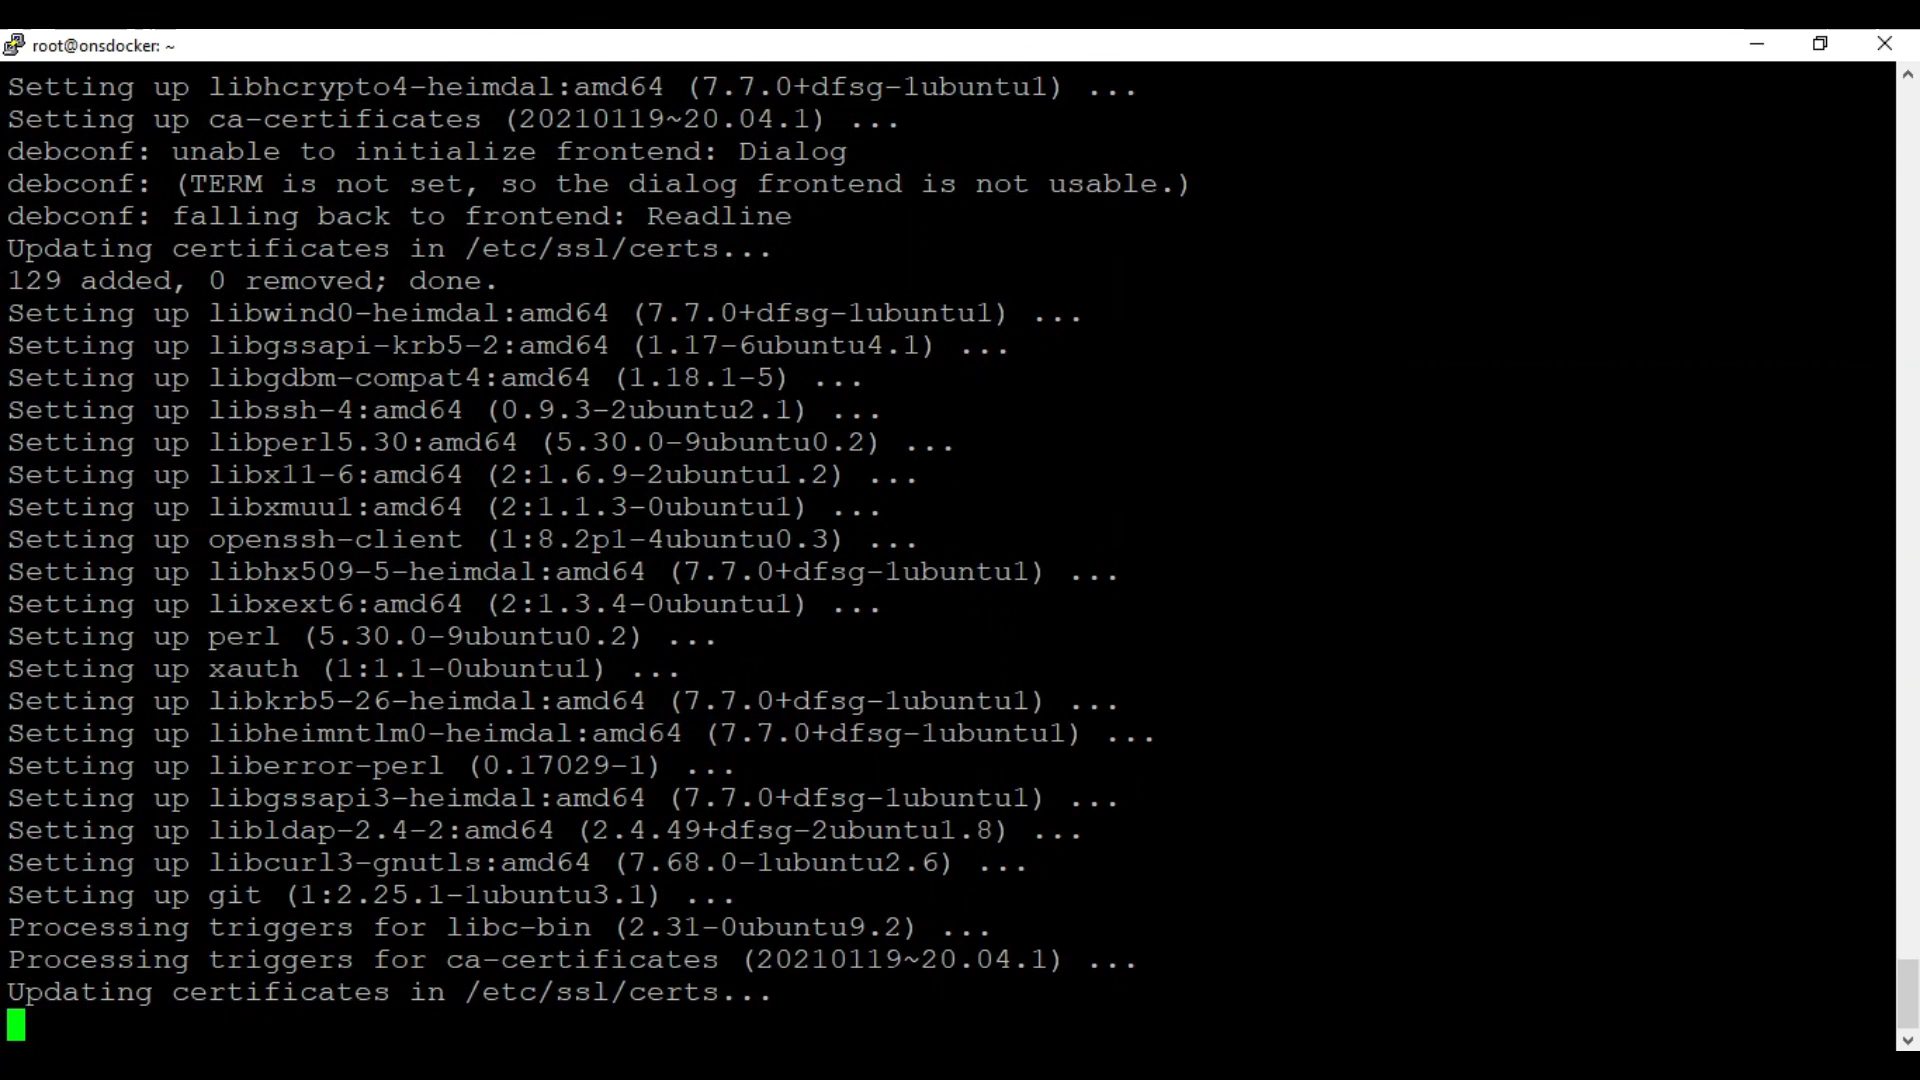 root@onsdocker: ~
Setting up libhcrypto4-heimdal:amd64 (7.7.0+dfsg-1ubuntu1) ...
Setting up ca-certificates (20210119~20.04.1) ...
debconf: unable to initialize frontend: Dialog
debconf: (TERM is not set, so the dialog frontend is not usable.)
debconf: falling back to frontend: Readline
Updating certificates in /etc/ssl/certs...
129 added, 0 removed; done.
Setting up libwind0-heimdal:amd64 (7.7.0+dfsg-1ubuntu1) ...
Setting up libgssapi-krb5-2:amd64 (1.17-6ubuntu4.1) ...
Setting up libgdbm-compat4:amd64 (1.18.1-5) ...
Setting up libssh-4:amd64 (0.9.3-2ubuntu2.1) ...
Setting up libperl5.30:amd64 (5.30.0-9ubuntu0.2) ...
Setting up libx11-6:amd64 (2:1.6.9-2ubuntu1.2) ...
Setting up libxmuu1:amd64 (2:1.1.3-0ubuntu1) ...
Setting up openssh-client (1:8.2p1-4ubuntu0.3) ...
Setting up libhx509-5-heimdal:amd64 (7.7.0+dfsg-1ubuntu1) ...
Setting up libxext6:amd64 (2:1.3.4-0ubuntu1) ...
Setting up perl (5.30.0-9ubuntu0.2) ...
Setting up xauth (1:1.1-0ubuntu1) ...
Setting up libkrb5-26-heimdal:amd64 (7.7.0+dfsg-1ubuntu1) ...
Setting up libheimntlm0-heimdal:amd64 (7.7.0+dfsg-1ubuntu1) ...
Setting up liberror-perl (0.17029-1) ...
Setting up libgssapi3-heimdal:amd64 (7.7.0+dfsg-1ubuntu1) ...
Setting up libldap-2.4-2:amd64 (2.4.49+dfsg-2ubuntu1.8) ...
Setting up libcurl3-gnutls:amd64 (7.68.0-1ubuntu2.6) ...
Setting up git (1:2.25.1-1ubuntu3.1) ...
Processing triggers for libc-bin (2.31-0ubuntu9.2) ...
Processing triggers for ca-certificates (20210119~20.04.1) ...
Updating certificates in /etc/ssl/certs...